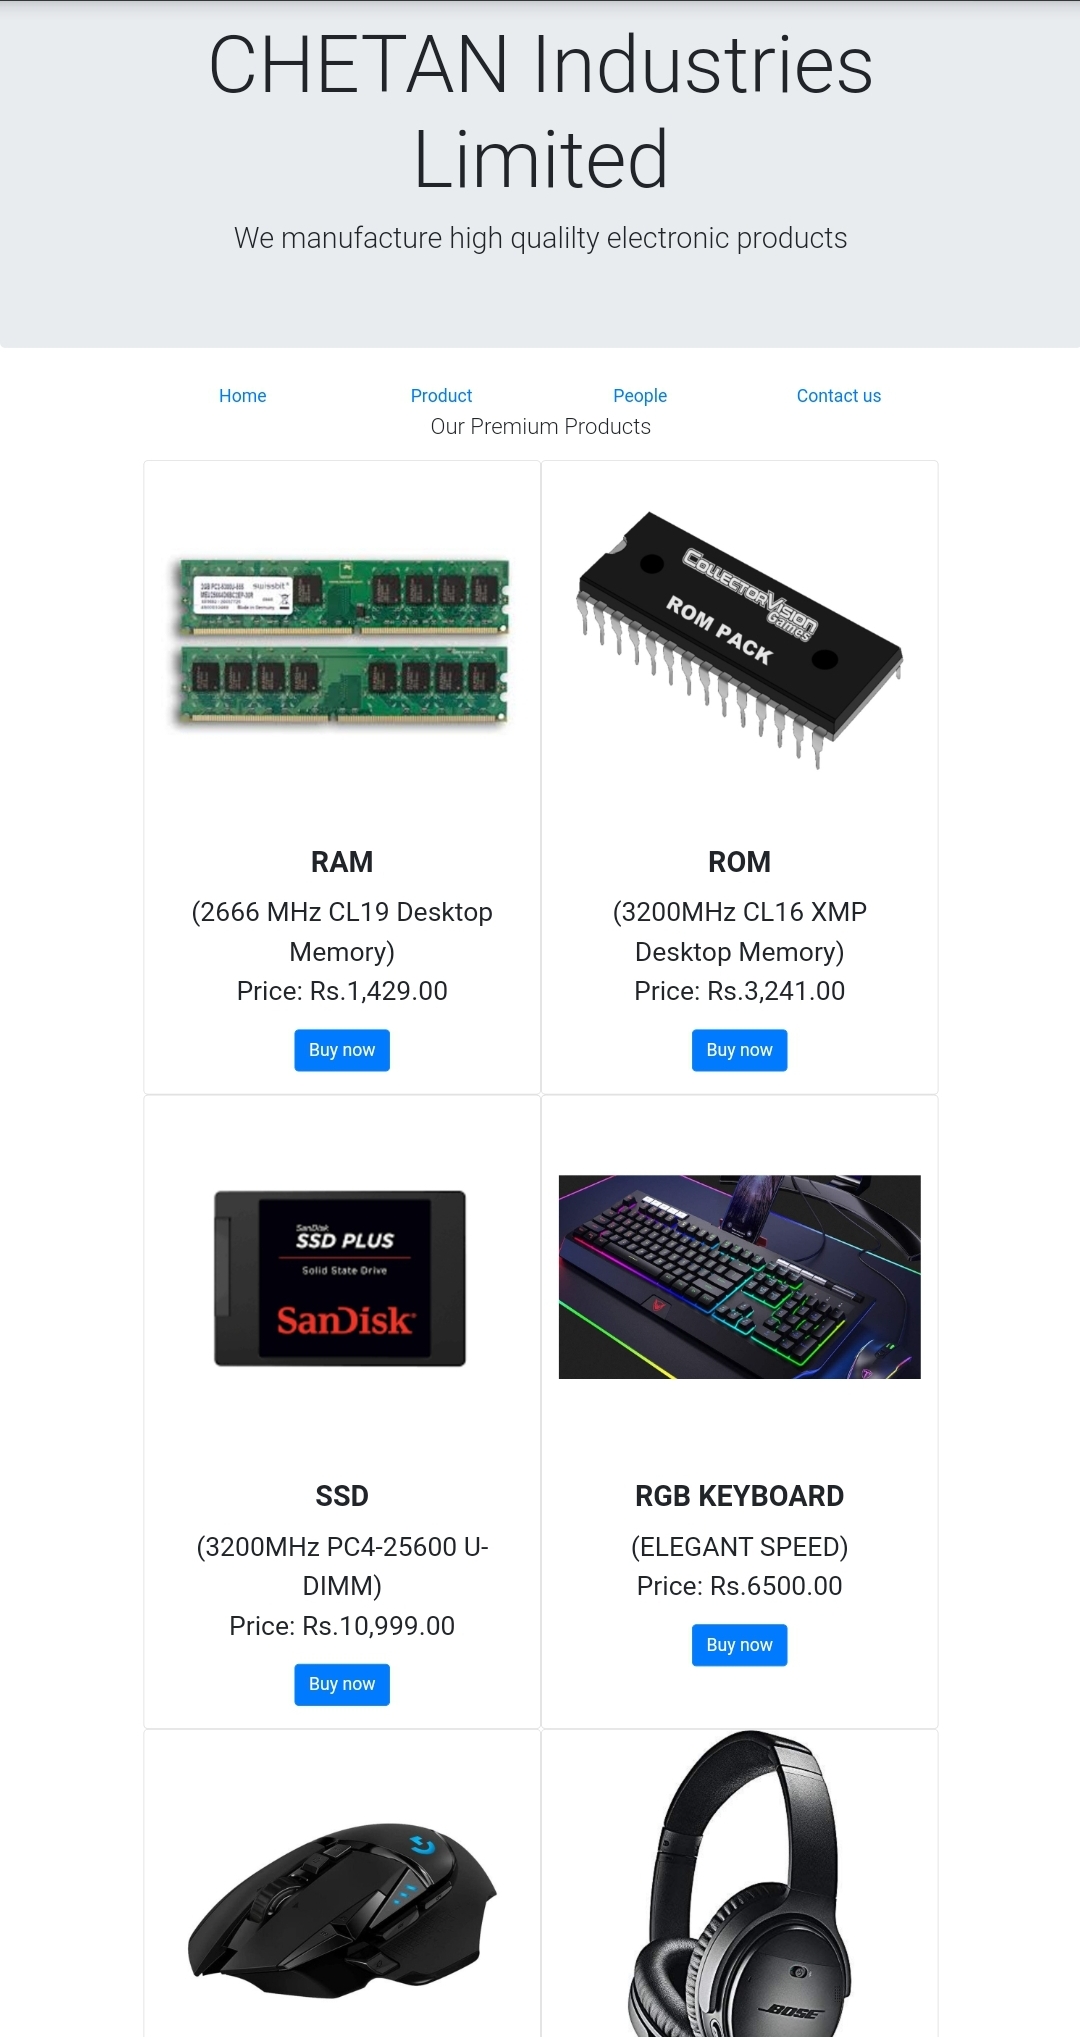 CHETAN Industries
Limited
We manufacture high qualilty electronic products
Home Product People Contact us
Our Premium Products
swissbit
Made in Germany
COLLECTORVISION
Games
ROM PACK
RAM
(2666 MHz CL19 Desktop
Memory)
Price: Rs.1,429.00
Buy now
ROM
(3200MHz CL16 XMP
Desktop Memory)
Price: Rs.3,241.00
Buy now
SanDisk
SSD PLUS
Solid State Drive
SanDisk
SSD
(3200MHz PC4-25600 U-
DIMM)
Price: Rs.10,999.00
Buy now
RGB KEYBOARD
(ELEGANT SPEED)
Price: Rs.6500.00
Buy now
BOSE